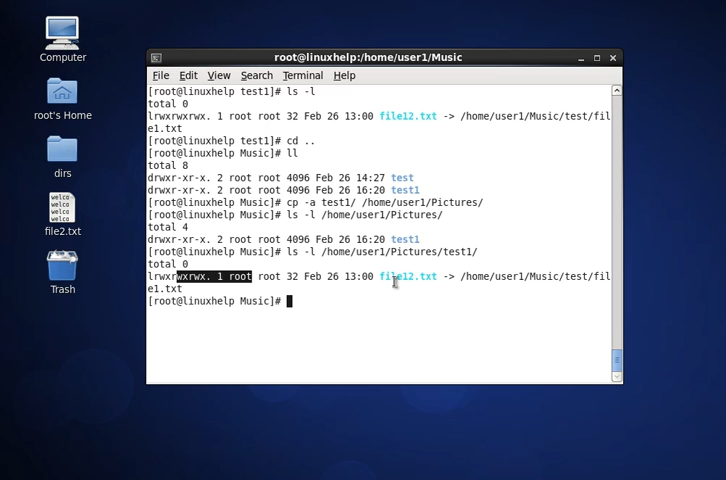 Computer
root's Home
dirs
welco
welco
welco
welco
file2.txt
Trash
root@linuxhelp:/home/user1/Music
File Edit View Search Terminal Help
[root@linuxhelp test1]# ls -l
total 0
lrwxrwxrwx. 1 root root 32 Feb 26 13:00 file12.txt -> /home/user1/Music/test/fil
e1.txt
[root@linuxhelp test1]# cd ..
[root@linuxhelp Music]# ll
total 8
drwxr-xr-x. 2 root root 4096 Feb 26 14:27 test
drwxr-xr-x. 2 root root 4096 Feb 26 16:20 test1
[root@linuxhelp Music]# cp -a test1/ /home/user1/Pictures/
[root@linuxhelp Music]# ls -l /home/user1/Pictures/
total 4
drwxr-xr-x. 2 root root 4096 Feb 26 16:20 test1
[root@linuxhelp Music]# ls -l /home/user1/Pictures/test1/
total 0
lrwxrwxrwx. 1 root root 32 Feb 26 13:00 file12.txt -> /home/user1/Music/test/fil
e1.txt
[root@linuxhelp Music]#